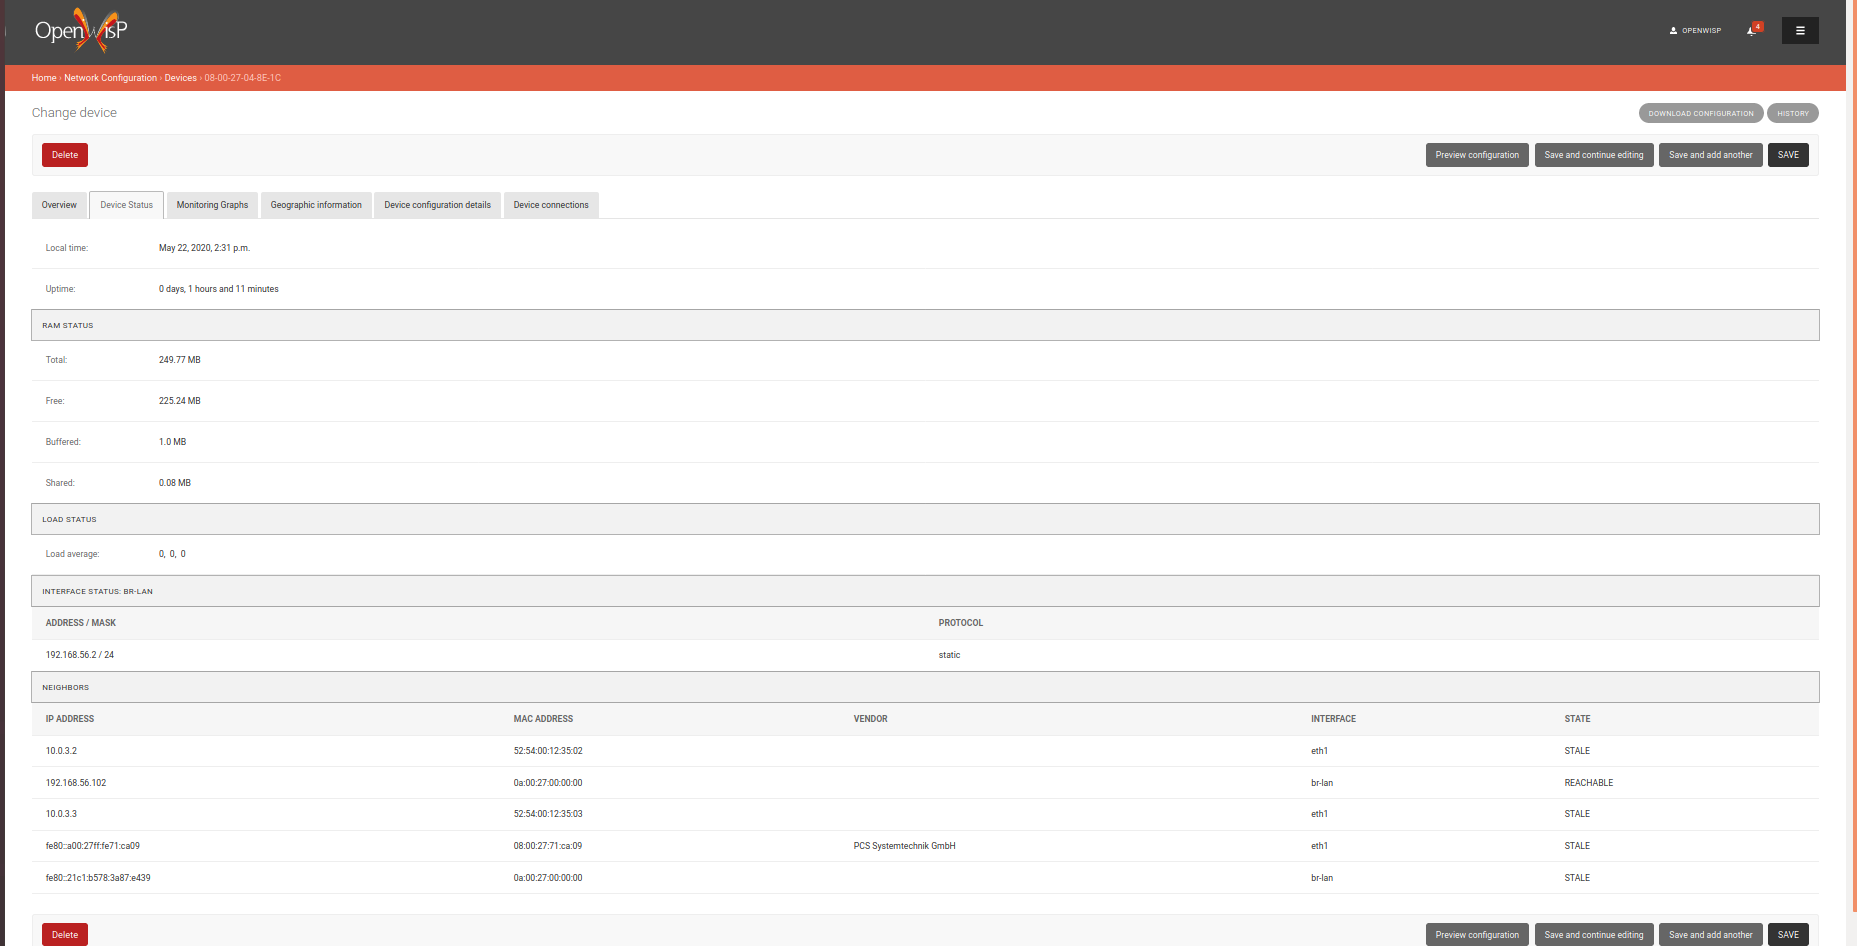 OpenWisP
OPENWISP
4
Home › Network Configuration › Devices › 08-00-27-04-8E-1C
Change device
DOWNLOAD CONFIGURATION HISTORY
Delete Preview configuration Save and continue editing Save and add another SAVE
Overview Device Status Monitoring Graphs Geographic information Device configuration details Device connections
Local time: May 22, 2020, 2:31 p.m.
Uptime: 0 days, 1 hours and 11 minutes
RAM STATUS
Total: 249.77 MB
Free: 225.24 MB
Buffered: 1.0 MB
Shared: 0.08 MB
LOAD STATUS
Load average: 0, 0, 0
INTERFACE STATUS: BR-LAN
ADDRESS / MASK PROTOCOL
192.168.56.2 / 24 static
NEIGHBORS
IP ADDRESS MAC ADDRESS VENDOR INTERFACE STATE
10.0.3.2 52:54:00:12:35:02 eth1 STALE
192.168.56.102 0a:00:27:00:00:00 br-lan REACHABLE
10.0.3.3 52:54:00:12:35:03 eth1 STALE
fe80::a00:27ff:fe71:ca09 08:00:27:71:ca:09 PCS Systemtechnik GmbH eth1 STALE
fe80::21c1:b578:3a87:e439 0a:00:27:00:00:00 br-lan STALE
Delete Preview configuration Save and continue editing Save and add another SAVE